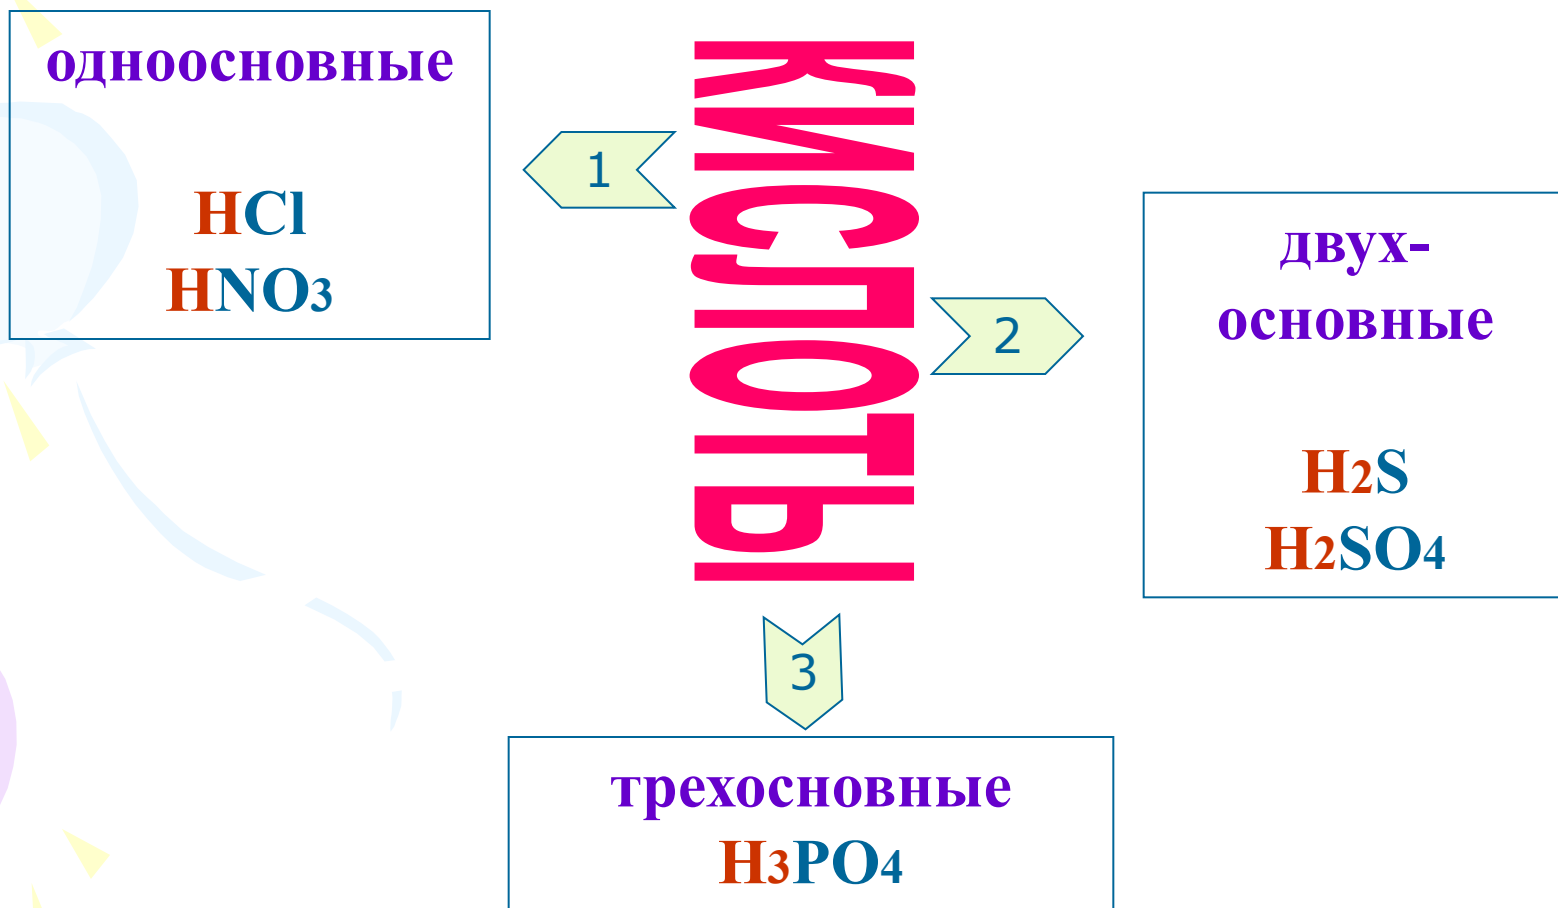 КИСЛОТЫ
1
одноосновные
HCl
HNO3
2
двух-
основные
H2S
H2SO4
3
трехосновные
H3PO4